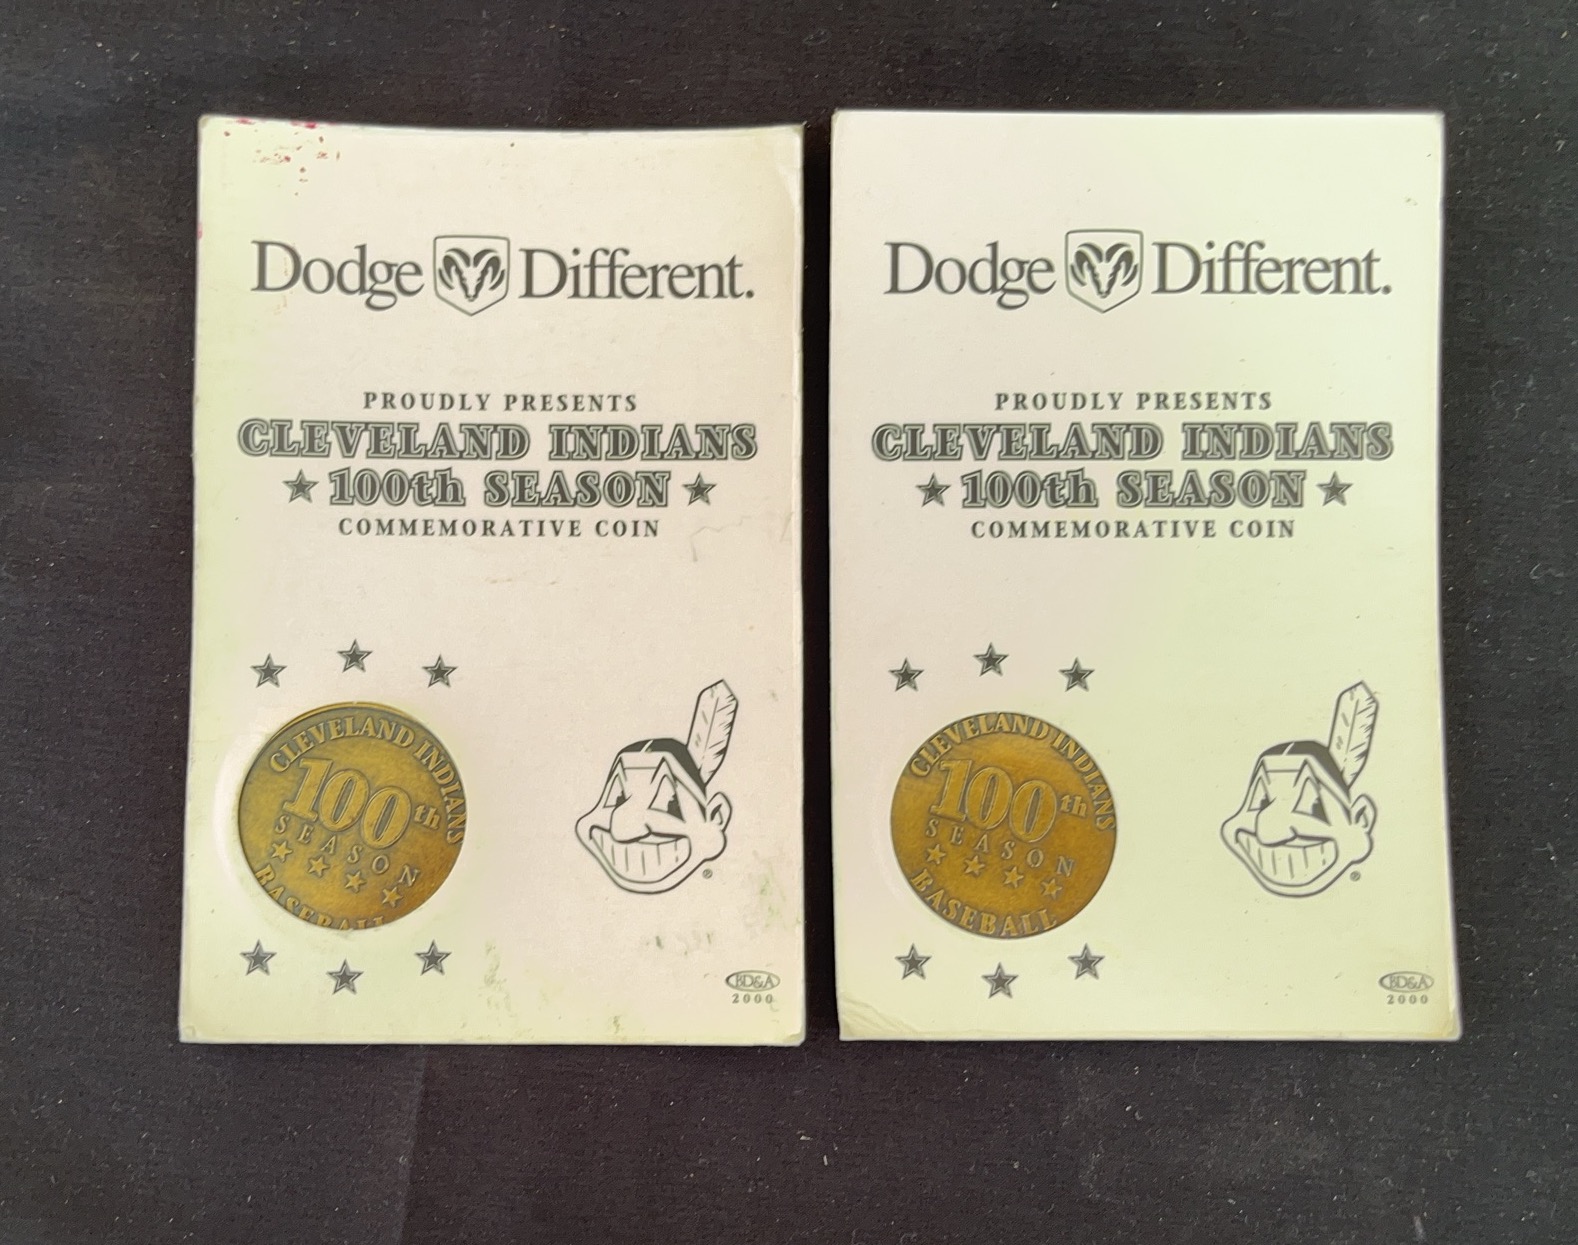 Dodge Different.
PROUDLY PRESENTS
CLEVELAND INDIANS
100th SEASON
COMMEMORATIVE COIN
CLEVELAND INDIANS
100th
SEASON
BASEBALL
®
BD&A
2000
Dodge Different.
PROUDLY PRESENTS
CLEVELAND INDIANS
100th SEASON
COMMEMORATIVE COIN
CLEVELAND INDIANS
100th
SEASON
BASEBALL
®
BD&A
2000